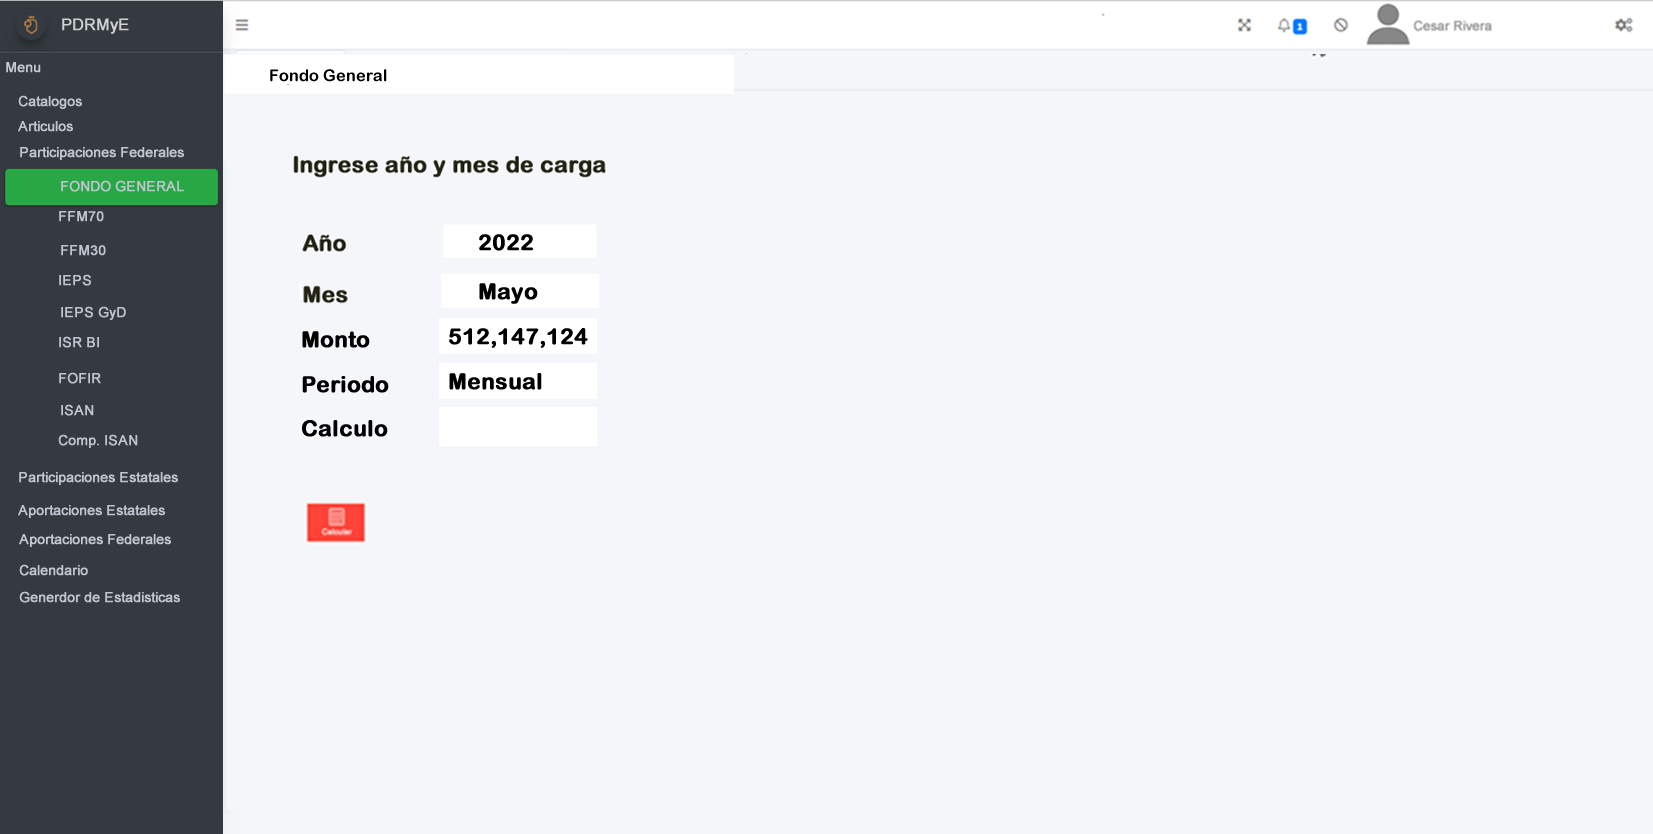 PDRMyE
1
Cesar Rivera
Menu
Catalogos
Articulos
Participaciones Federales
FONDO GENERAL
FFM70
FFM30
IEPS
IEPS GyD
ISR BI
FOFIR
ISAN
Comp. ISAN
Participaciones Estatales
Aportaciones Estatales
Aportaciones Federales
Calendario
Generdor de Estadisticas
Fondo General
Ingrese año y mes de carga
Año 2022
Mes Mayo
Monto 512,147,124
Periodo Mensual
Calculo
Calcular